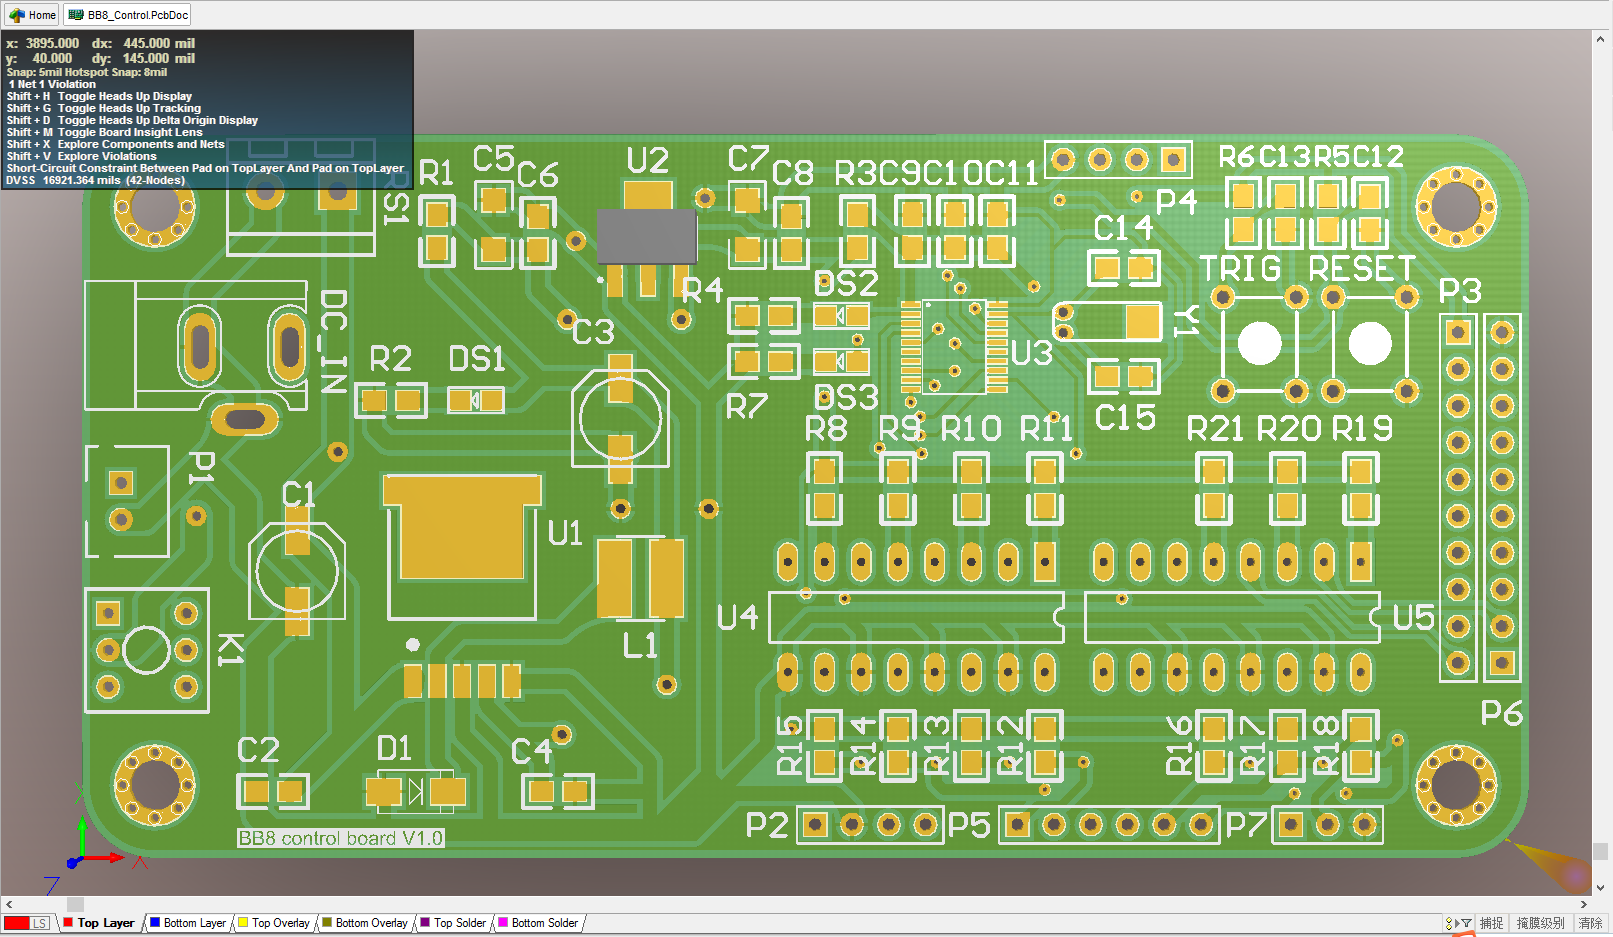 Home
BB8_Control.PcbDoc
x: 3895.000 dx: 445.000 mil
y: 40.000 dy: 145.000 mil
Snap: 5mil Hotspot Snap: 8mil
1 Net 1 Violation
Shift + H Toggle Heads Up Display
Shift + G Toggle Heads Up Tracking
Shift + D Toggle Heads Up Delta Origin Display
Shift + M Toggle Board Insight Lens
Shift + X Explore Components and Nets
Shift + V Explore Violations
Short-Circuit Constraint Between Pad on TopLayer And Pad on TopLayer
DVSS 16921.364 mils (42-Nodes)
RS1
R1
C5
C6
U2
C7
C8
R3
C9
C10
C11
P4
R6
C13
R5
C12
C14
TRIG
RESET
P3
R4
DS2
DC_IN
C3
Y1
U3
R2
DS1
R7
DS3
C15
R8
R9
R10
R11
R21
R20
R19
P1
C1
U1
U4
U5
L1
K1
P6
C2
D1
C4
R15
R14
R13
R12
R16
R17
R18
P2
P5
P7
BB8 control board V1.0
X
Y
Z
LS
Top Layer
Bottom Layer
Top Overlay
Bottom Overlay
Top Solder
Bottom Solder
捕捉
掩膜级别
清除